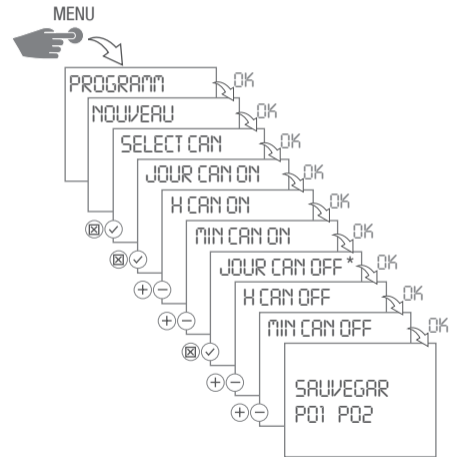 MENU
PROGRAMM
OK
NOUVEAU
OK
SELECT CAN
OK
JOUR CAN ON
OK
H CAN ON
OK
MIN CAN ON
OK
JOUR CAN OFF *
OK
H CAN OFF
OK
MIN CAN OFF
OK
SAUVEGAR
P01 P02